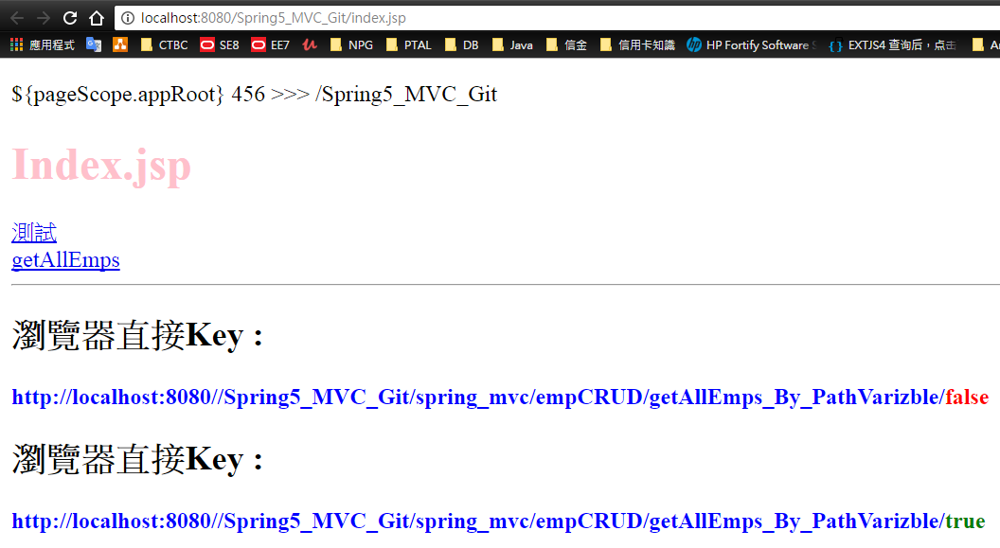 localhost:8080/Spring5_MVC_Git/index.jsp
應用程式 CTBC SE8 EE7 NPG PTAL DB Java 信金 信用卡知識 HP Fortify Software EXTJS4 查询后，点击
${pageScope.appRoot} 456 >>> /Spring5_MVC_Git
Index.jsp
測試
getAllEmps
瀏覽器直接Key :
http://localhost:8080//Spring5_MVC_Git/spring_mvc/empCRUD/getAllEmps_By_PathVarizble/false
瀏覽器直接Key :
http://localhost:8080//Spring5_MVC_Git/spring_mvc/empCRUD/getAllEmps_By_PathVarizble/true